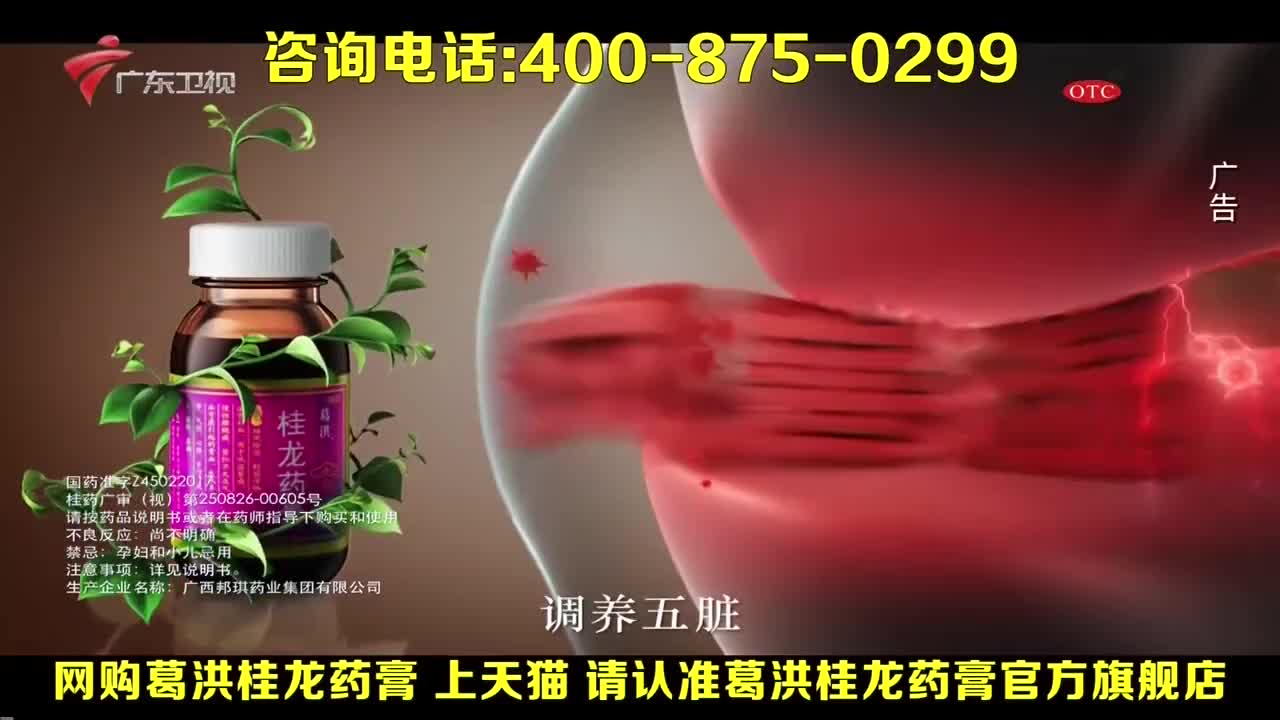 咨询电话:400-875-0299
广东卫视
OTC
广告
葛洪
桂龙药
国药准字Z450220
桂药广审（视）第250826-00605号
请按药品说明书或者在药师指导下购买和使用
不良反应：尚不明确
禁忌：孕妇和小儿忌用
注意事项：详见说明书。
生产企业名称：广西邦琪药业集团有限公司
调养五脏
网购葛洪桂龙药膏 上天猫 请认准葛洪桂龙药膏官方旗舰店